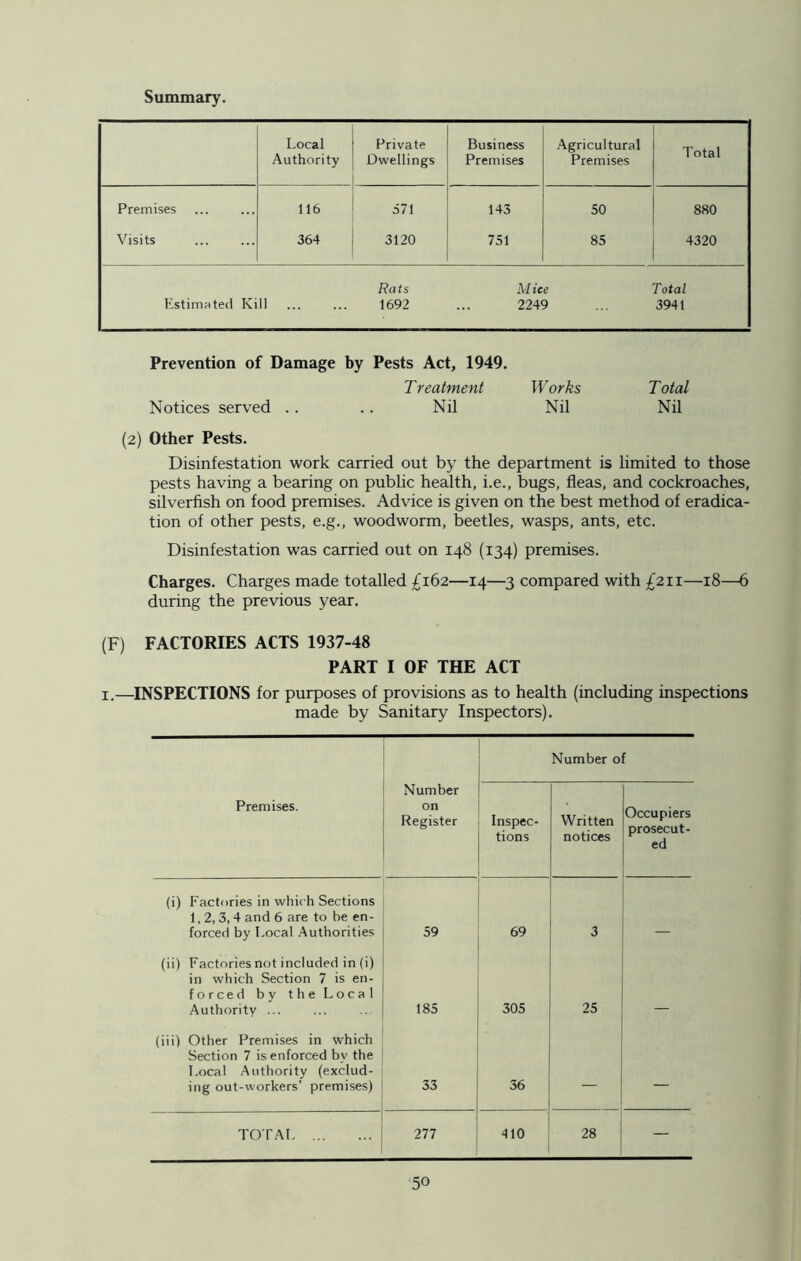 Summary.
Local Authority | Private Dwellings | Business Premises | Agricultural Premises | Total
Premises ... ... 116 571 143 50 880
Visits ... ... 364 3120 751 85 4320
Rats Mice Total
Estimated Kill ... ... 1692 ... 2249 ... 3941
Prevention of Damage by Pests Act, 1949.
Treatment Works Total
Notices served . . . . Nil Nil Nil
(2) Other Pests.
Disinfestation work carried out by the department is limited to those
pests having a bearing on public health, i.e., bugs, fleas, and cockroaches,
silverfish on food premises. Advice is given on the best method of eradica-
tion of other pests, e.g., woodworm, beetles, wasps, ants, etc.
Disinfestation was carried out on 148 (134) premises.
Charges. Charges made totalled £162—14—3 compared with £211—18—6
during the previous year.
(F) FACTORIES ACTS 1937-48
PART I OF THE ACT
1.—INSPECTIONS for purposes of provisions as to health (including inspections
made by Sanitary Inspectors).
Number of
Premises. | Number on Register | Inspec-tions | Written notices | Occupiers prosecut-ed
(i) Factories in which Sections
1, 2, 3, 4 and 6 are to be en-
forced by Local Authorities 59 69 3 —
(ii) Factories not included in (i)
in which Section 7 is en-
forced by the Local
Authority ... ... ... 185 305 25 —
(iii) Other Premises in which
Section 7 is enforced by the
Local Authority (exclud-
ing out-workers' premises) 33 36 — —
TOTAL ... ... 277 410 28 —
50